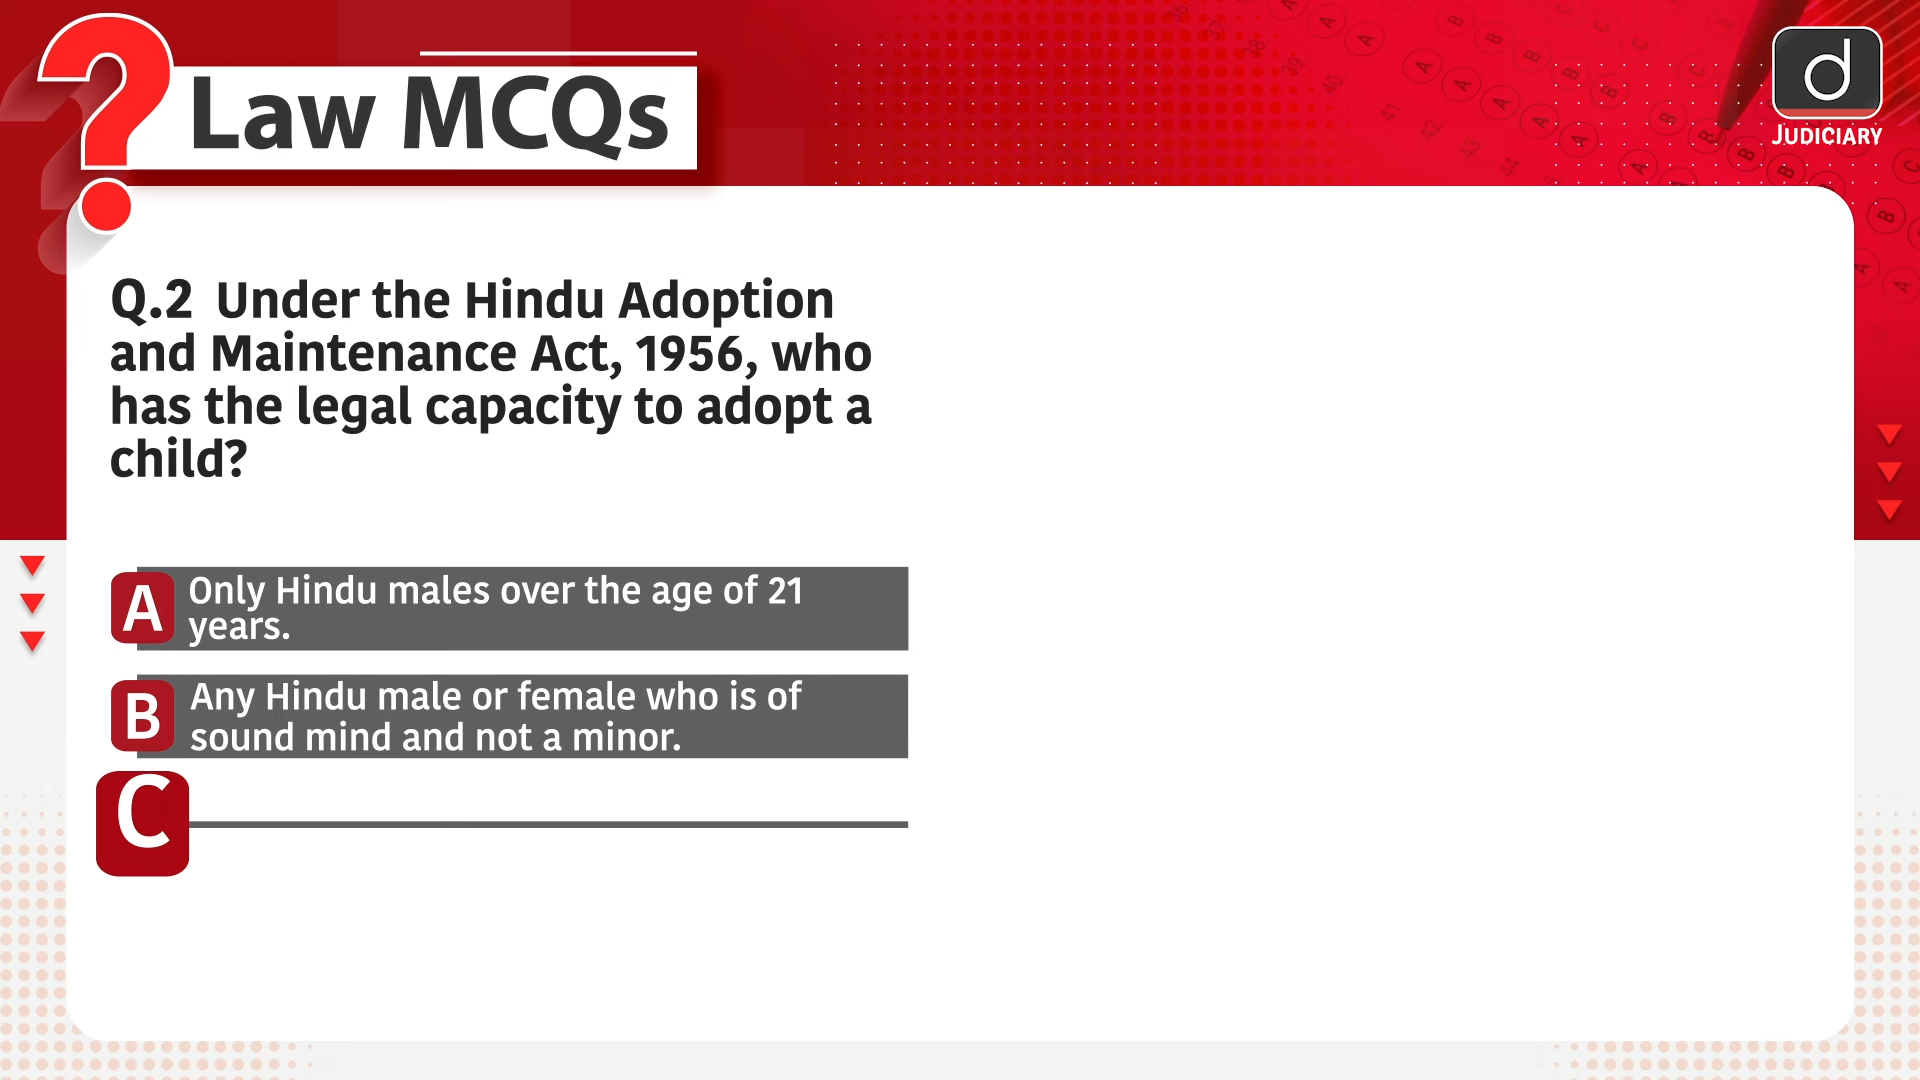 ?
Law MCQs
d
JUDICIARY
Q.2 Under the Hindu Adoption
and Maintenance Act, 1956, who
has the legal capacity to adopt a
child?
A Only Hindu males over the age of 21
years.
B Any Hindu male or female who is of
sound mind and not a minor.
C